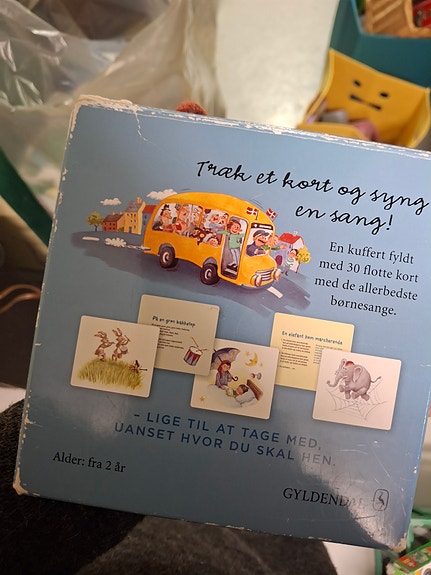 Træk et kort og syng
en sang!
En kuffert fyldt
med 30 flotte kort
med de allerbedste
børnesange.
På en gren bakketop
En elefant kom marcherende
– LIGE TIL AT TAGE MED,
UANSET HVOR DU SKAL HEN.
Alder: fra 2 år
GYLDENDAL